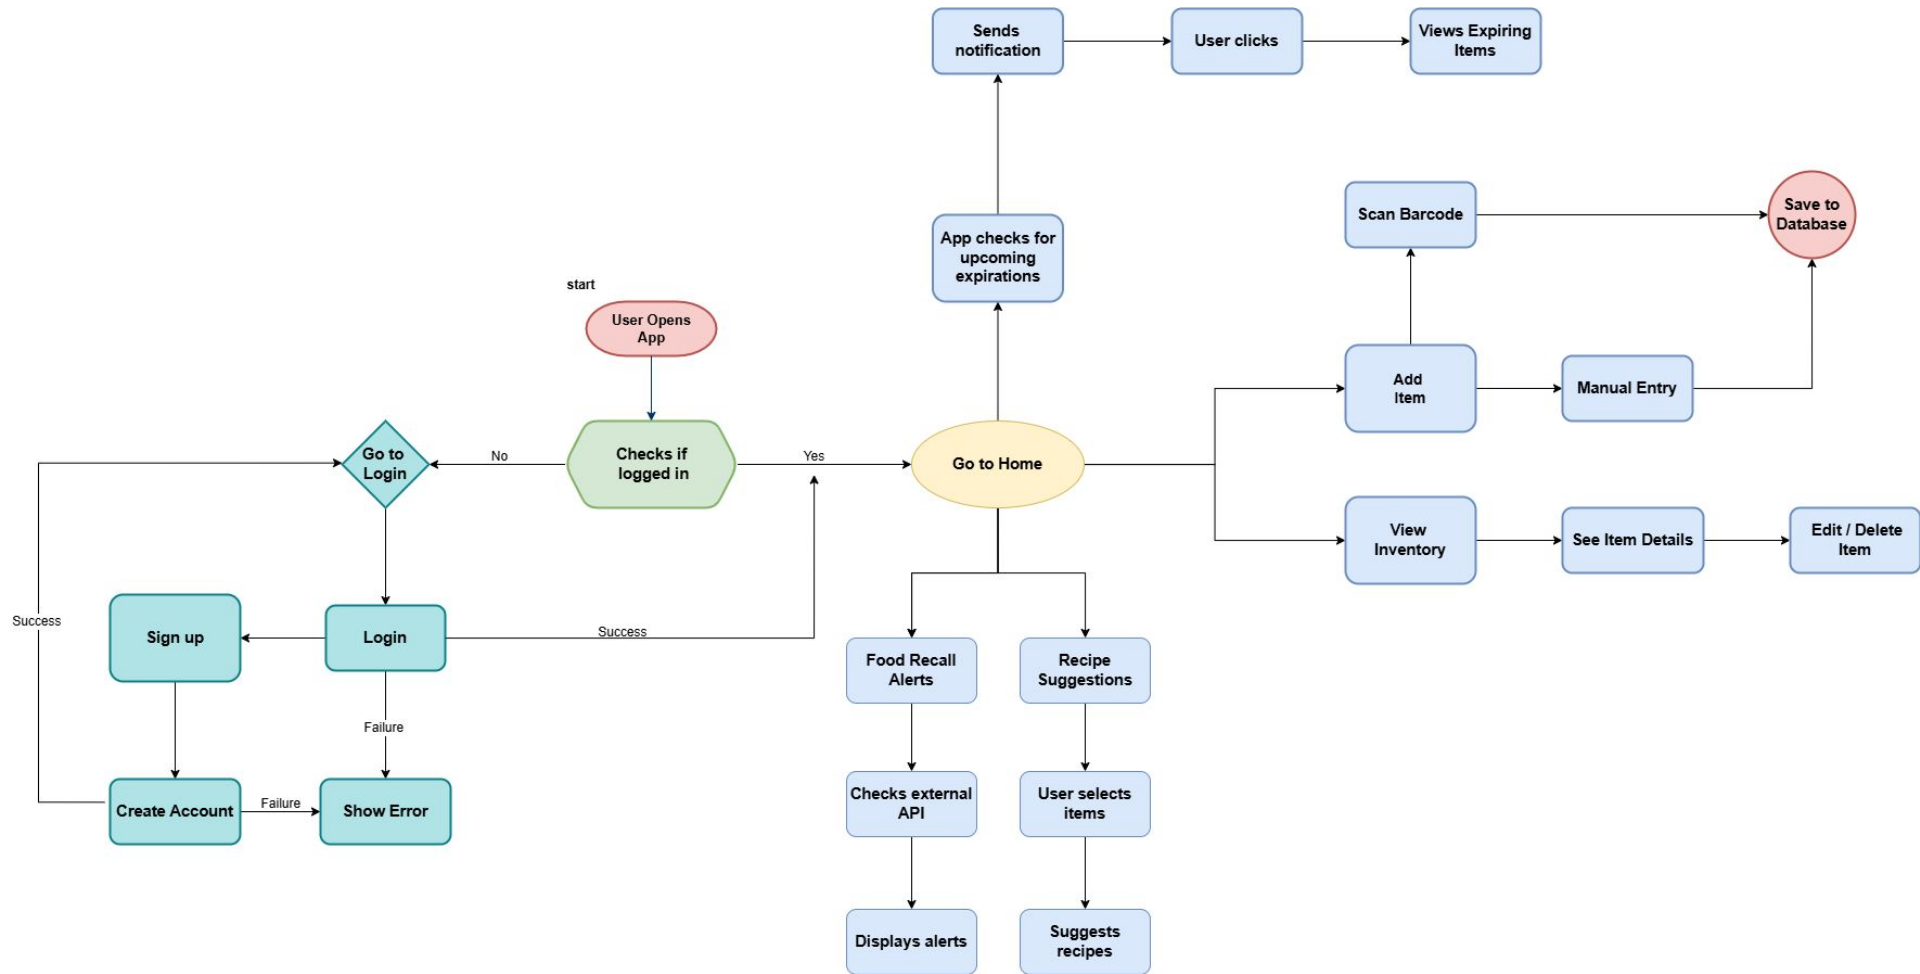 Sends
notification
User clicks
Views Expiring
Items
Scan Barcode
Save to
Database
App checks for
upcoming
expirations
start
User Opens
App
Add
Item
Manual Entry
Go to
Login
No
Checks if
logged in
Yes
Go to Home
View
Inventory
See Item Details
Edit / Delete
Item
Success
Sign up
Login
Success
Food Recall
Alerts
Recipe
Suggestions
Failure
Create Account
Failure
Show Error
Checks external
API
User selects
items
Displays alerts
Suggests
recipes